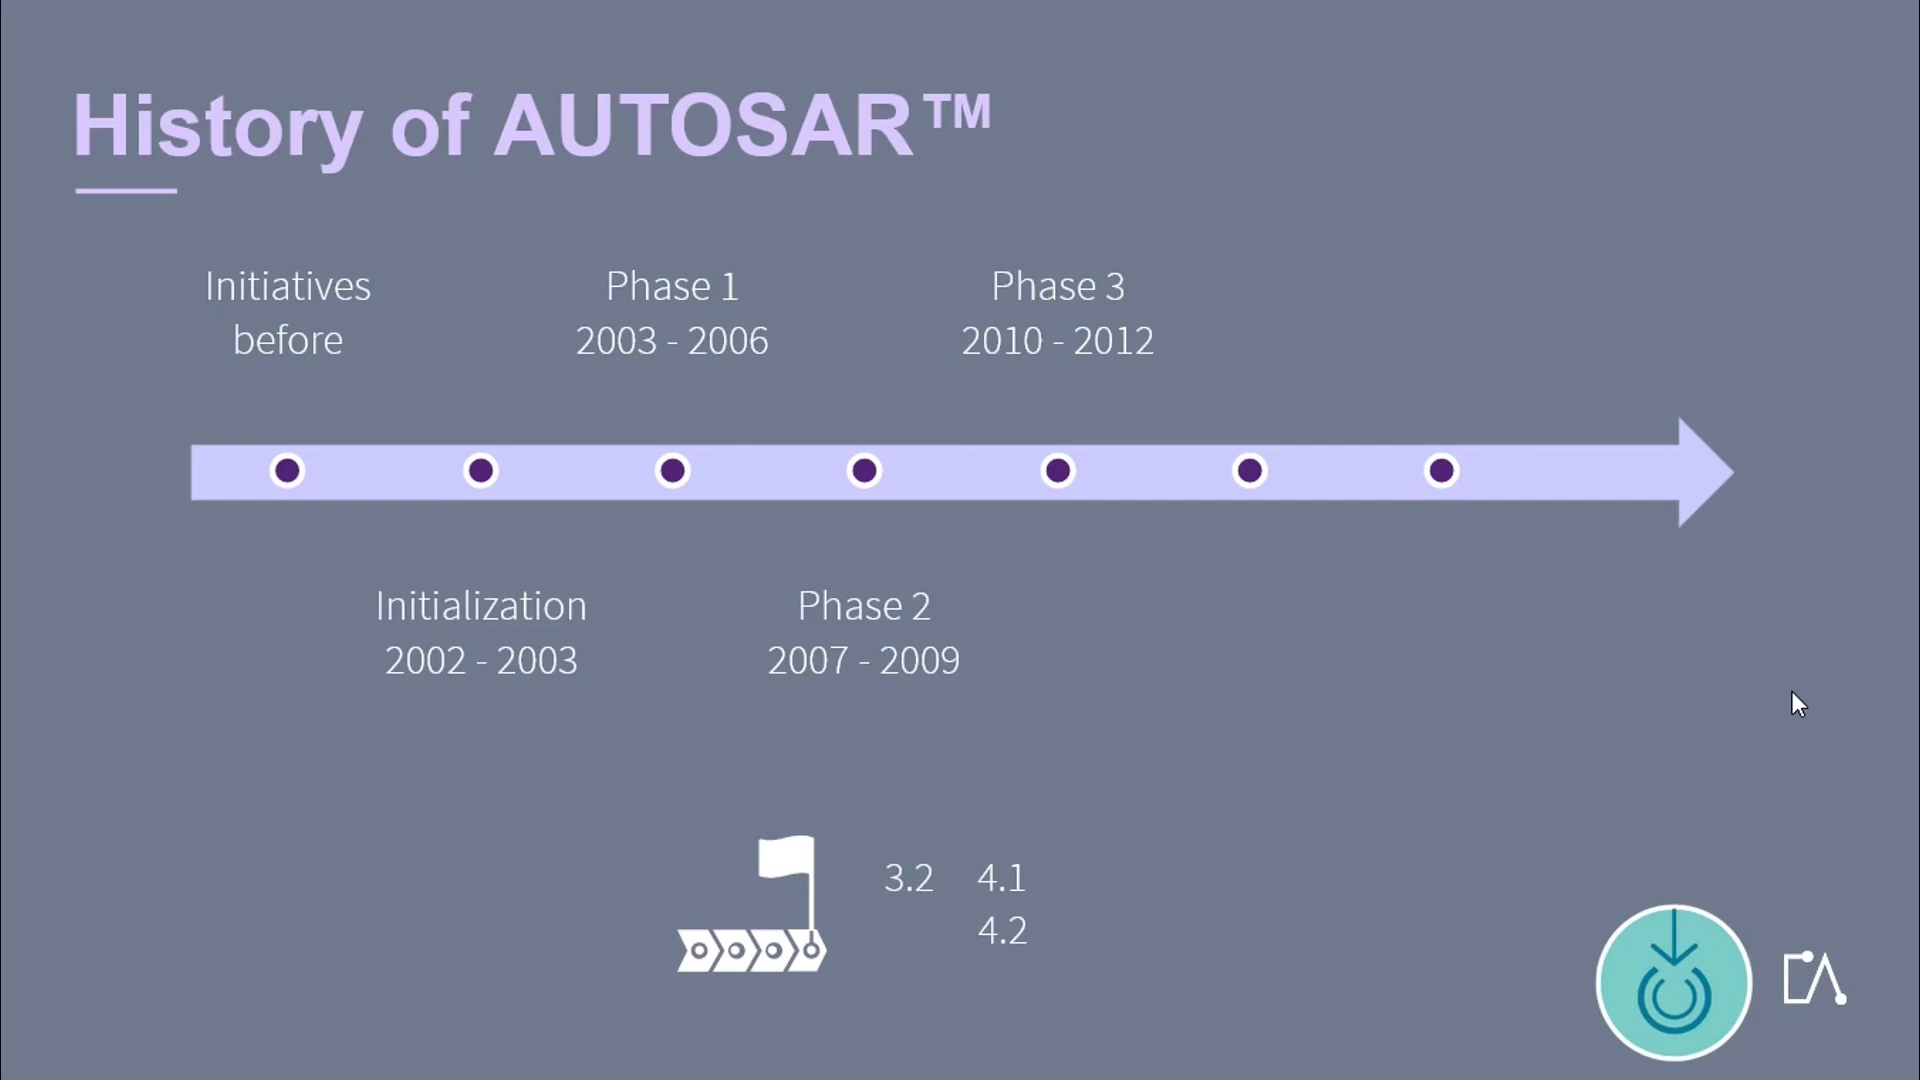 History of AUTOSAR™
Initiatives
before
Phase 1
2003 - 2006
Phase 3
2010 - 2012
Initialization
2002 - 2003
Phase 2
2007 - 2009
3.2 4.1
4.2